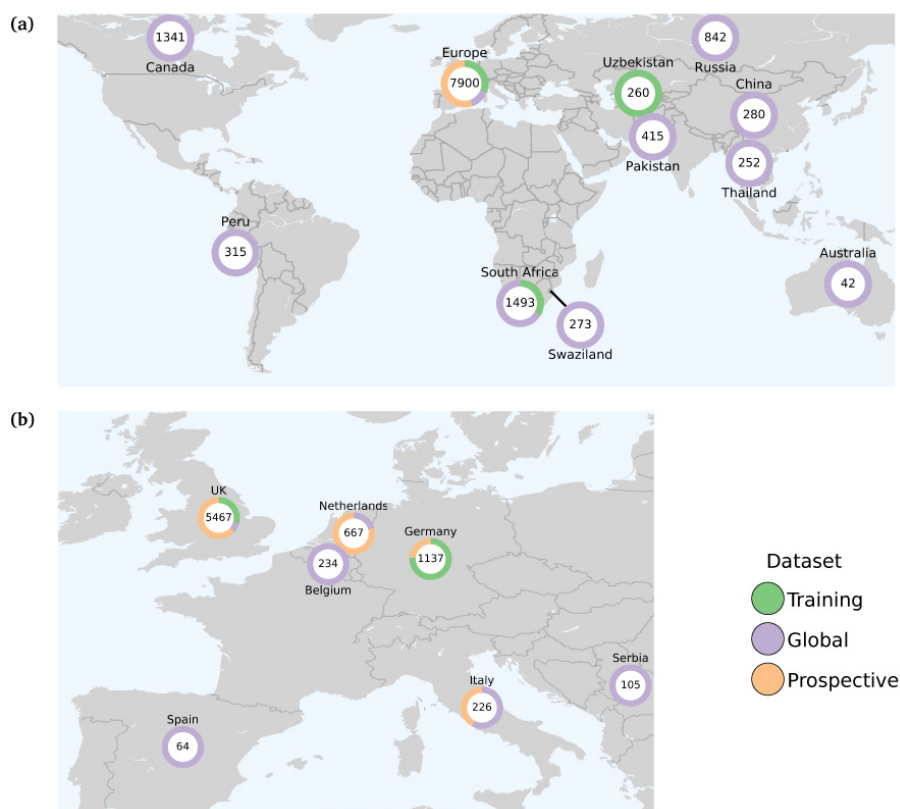 (a)
1341
Canada
Europe
7900
842
Russia
Uzbekistan
260
China
280
415
Pakistan
252
Thailand
Peru
315
South Africa
1493
273
Swaziland
Australia
42
(b)
UK
5467
Netherlands
667
Germany
1137
234
Belgium
Italy
226
Serbia
105
Spain
64
Dataset
Training
Global
Prospective